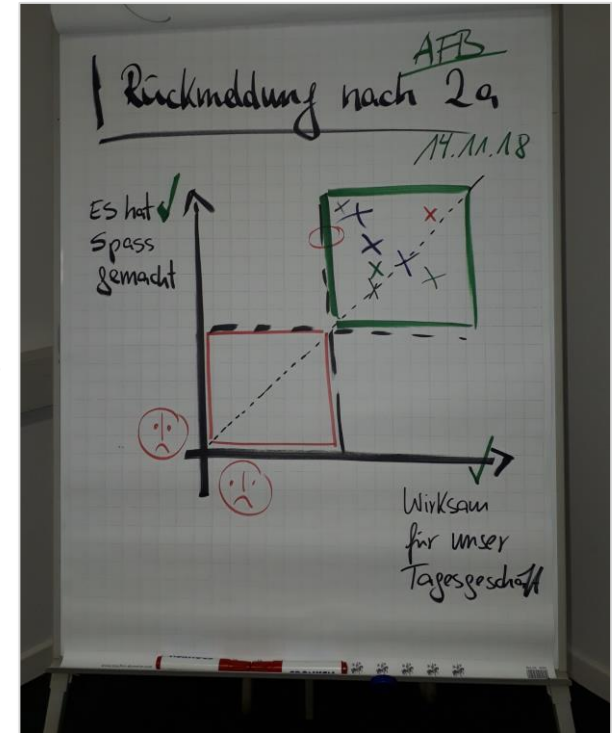 AFB
Rückmeldung nach 2a
14.11.18
Es hat
Spass
gemacht
Wirksam
für unser
Tagesgeschäft